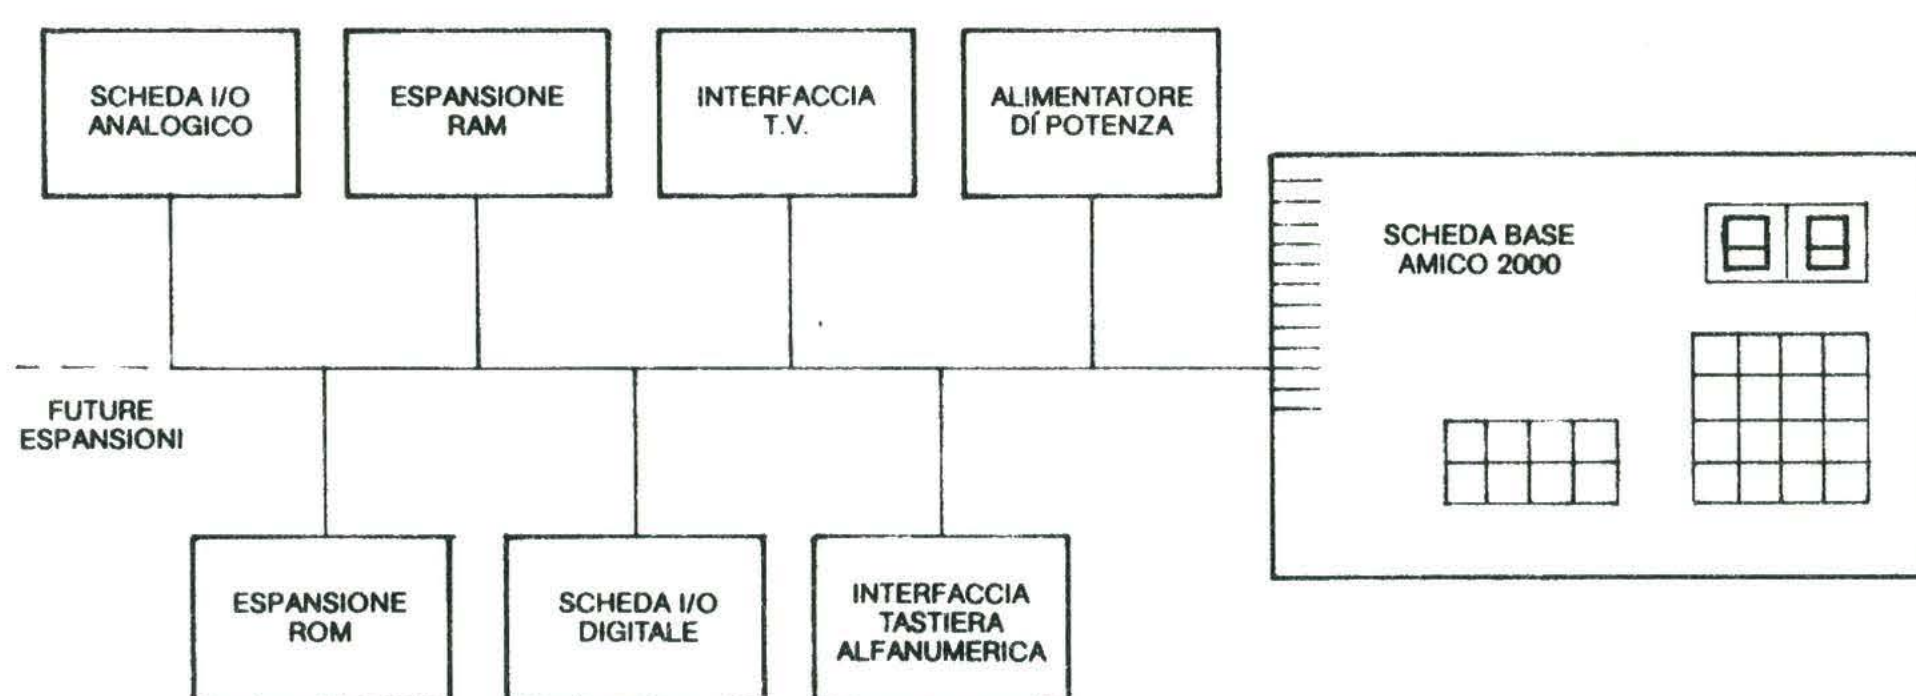 SCHEDA I/O
ANALOGICO
ESPANSIONE
RAM
INTERFACCIA
T.V.
ALIMENTATORE
DÍ POTENZA
SCHEDA BASE
AMICO 2000
FUTURE
ESPANSIONI
ESPANSIONE
ROM
SCHEDA I/O
DIGITALE
INTERFACCIA
TASTIERA
ALFANUMERICA